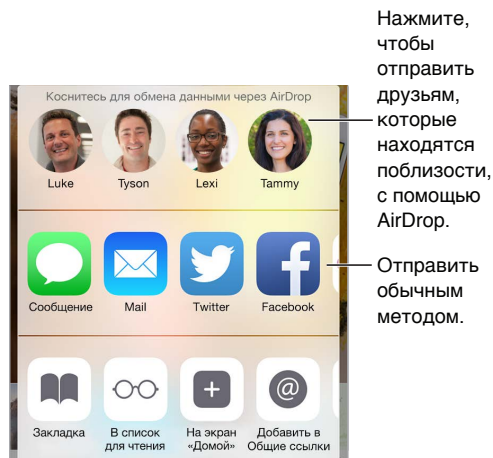 Нажмите,
чтобы
отправить
друзьям,
которые
находятся
поблизости,
с помощью
AirDrop.
Коснитесь для обмена данными через AirDrop
Luke Tyson Lexi Tammy
Отправить
обычным
методом.
Сообщение Mail Twitter Facebook
Закладка В список На экран Добавить в
для чтения «Домой» Общие ссылки